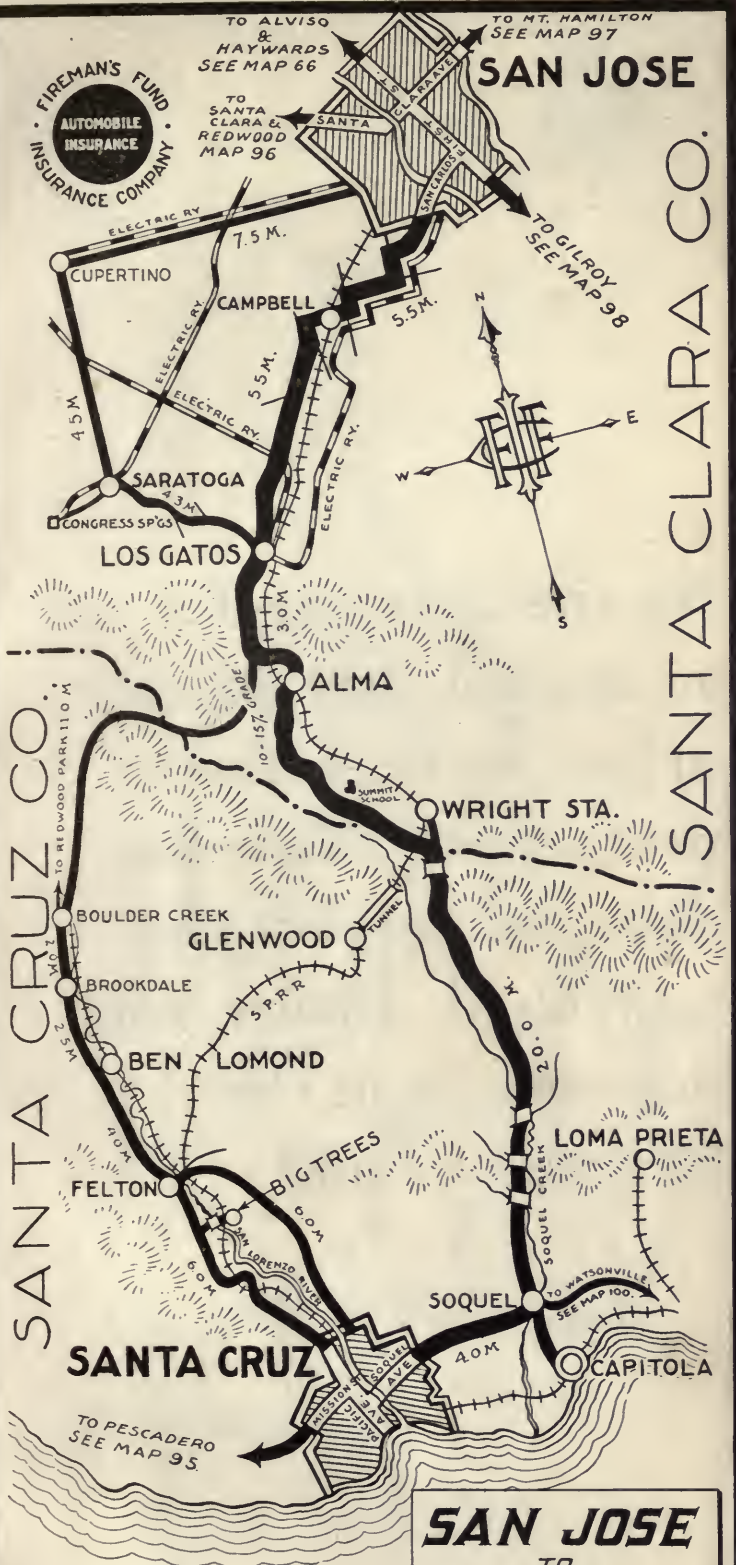 TO ALVISO
&
HAYWARDS
SEE MAP 66
TO MT. HAMILTON
SEE MAP 97
SAN JOSE
FIREMAN'S FUND
AUTOMOBILE
INSURANCE
INSURANCE COMPANY
TO
SANTA
CLARA &
REDWOOD
MAP 96
SANTA
CLARA AVE
ST.
FIRST
SAN CARLOS
TO GILROY
SEE MAP 98
SANTA CLARA CO.
ELECTRIC RY
7.5 M.
CUPERTINO
CAMPBELL
5.5 M.
5.5 M.
ELECTRIC RY.
ELECTRIC RY.
ELECTRIC RY.
4.5 M
N
E
W
S
SARATOGA
4.3 M
CONGRESS SP'GS
LOS GATOS
3.0 M
ALMA
10-15% GRADE
SUMMIT
SCHOOL
WRIGHT STA.
SANTA CRUZ CO.
TO REDWOOD PARK 11.0 M
BOULDER CREEK
GLENWOOD
TUNNEL
BROOKDALE
S.P.R.R
20.0 M.
2.5 M
BEN LOMOND
4.0 M
LOMA PRIETA
BIG TREES
FELTON
6.0 M
SAN LORENZO RIVER
6.0 M
SOQUEL CREEK
SOQUEL
TO WATSONVILLE
SEE MAP 100.
SANTA CRUZ
SOQUEL
AVE
4.0 M
CAPITOLA
MISSION ST
PACIFIC
AVE
TO PESCADERO
SEE MAP 95
SAN JOSE
TO